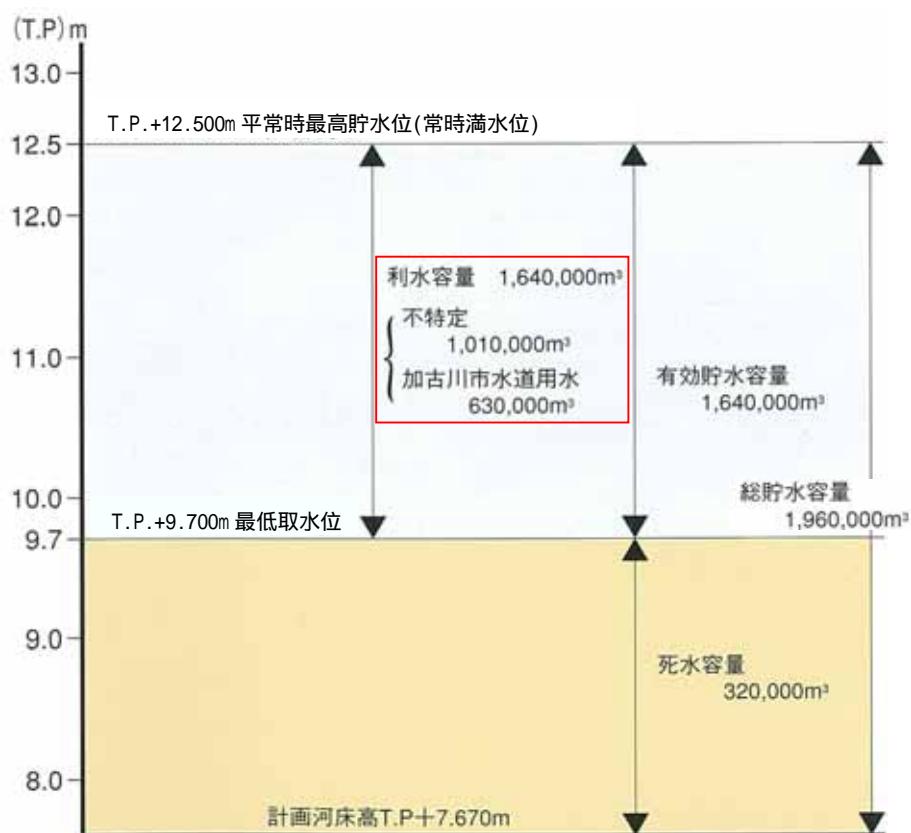 (T.P)m
13.0
T.P.+12.500m 平常時最高貯水位(常時満水位)
12.5
12.0
利水容量 1,640,000m³
不特定
1,010,000m³
加古川市水道用水
630,000m³
11.0
有効貯水容量
1,640,000m³
10.0
総貯水容量
1,960,000m³
T.P.+9.700m 最低取水位
9.7
9.0
死水容量
320,000m³
8.0
計画河床高T.P+7.670m